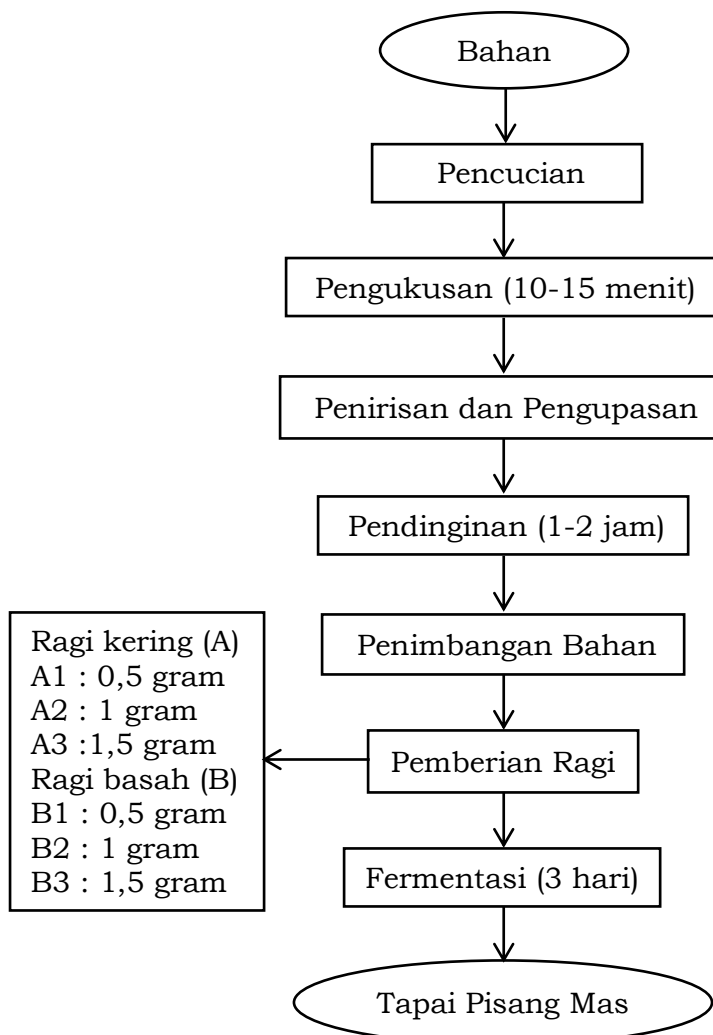 Bahan
Pencucian
Pengukusan (10-15 menit)
Penirisan dan Pengupasan
Pendinginan (1-2 jam)
Penimbangan Bahan
Pemberian Ragi
Ragi kering (A)
A1 : 0,5 gram
A2 : 1 gram
A3 :1,5 gram
Ragi basah (B)
B1 : 0,5 gram
B2 : 1 gram
B3 : 1,5 gram
Fermentasi (3 hari)
Tapai Pisang Mas